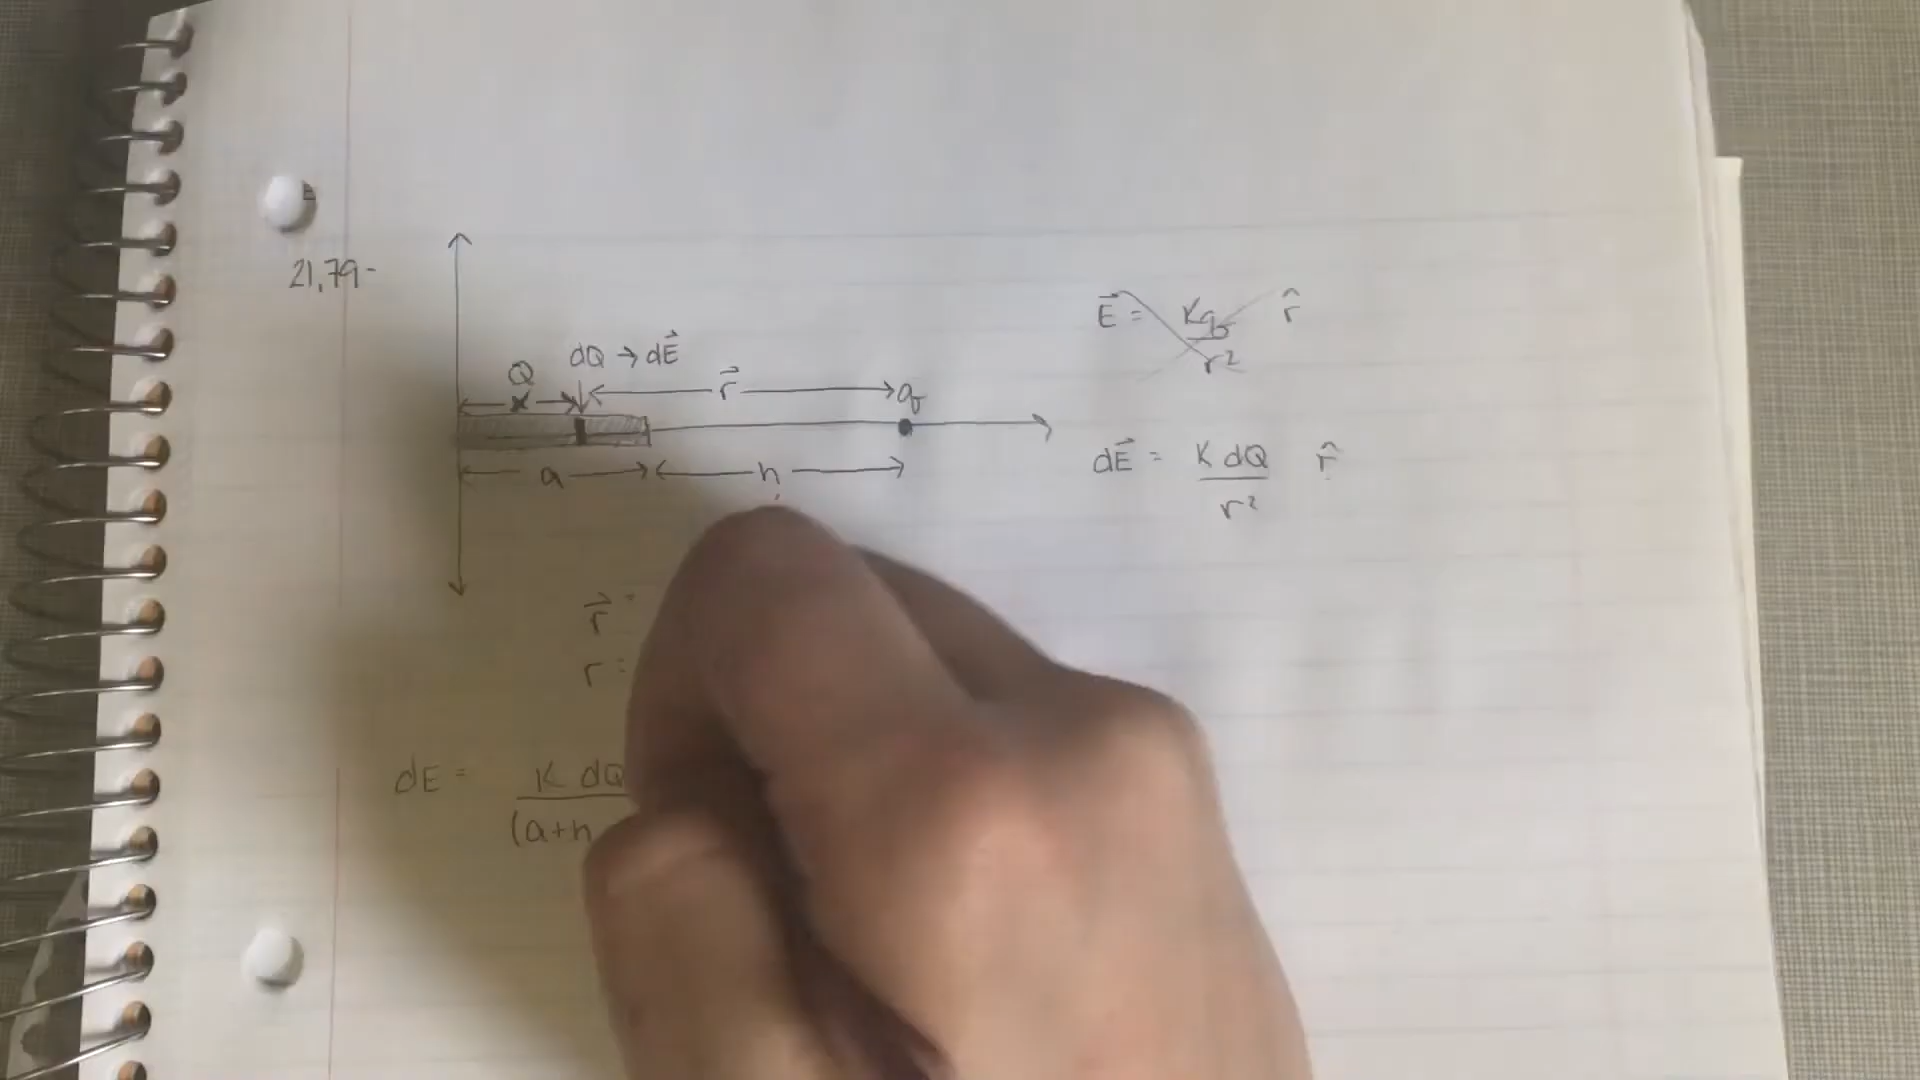 21,79-
Q
dQ → dE⃗
r⃗
q
x
a
h
E⃗ = Kq/r² r̂
dE⃗ = K dQ/r² r̂
r⃗ =
r =
dE = K dQ
(a+h